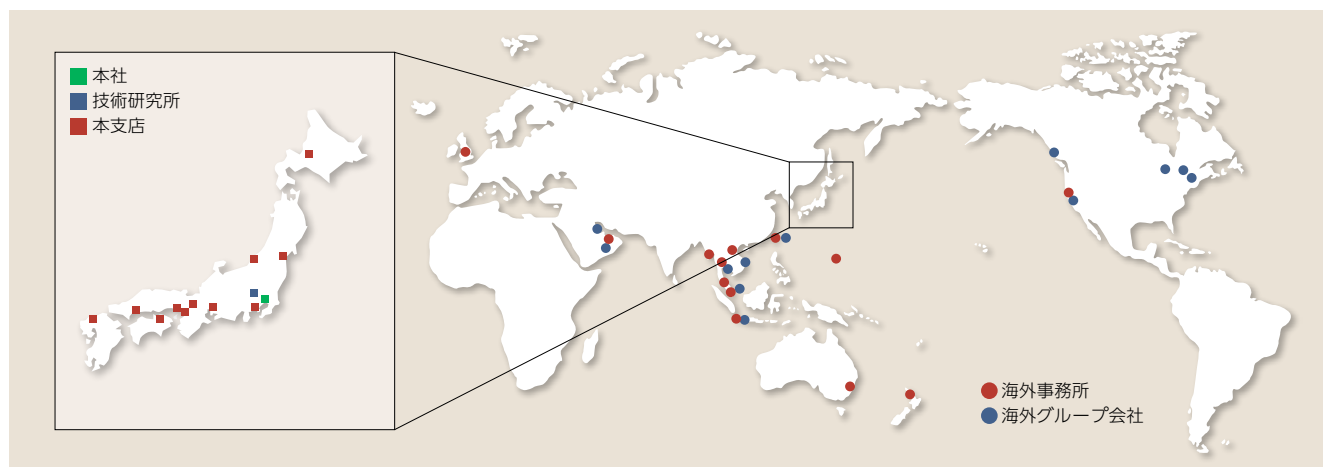 本社
技術研究所
本支店
海外事務所
海外グループ会社